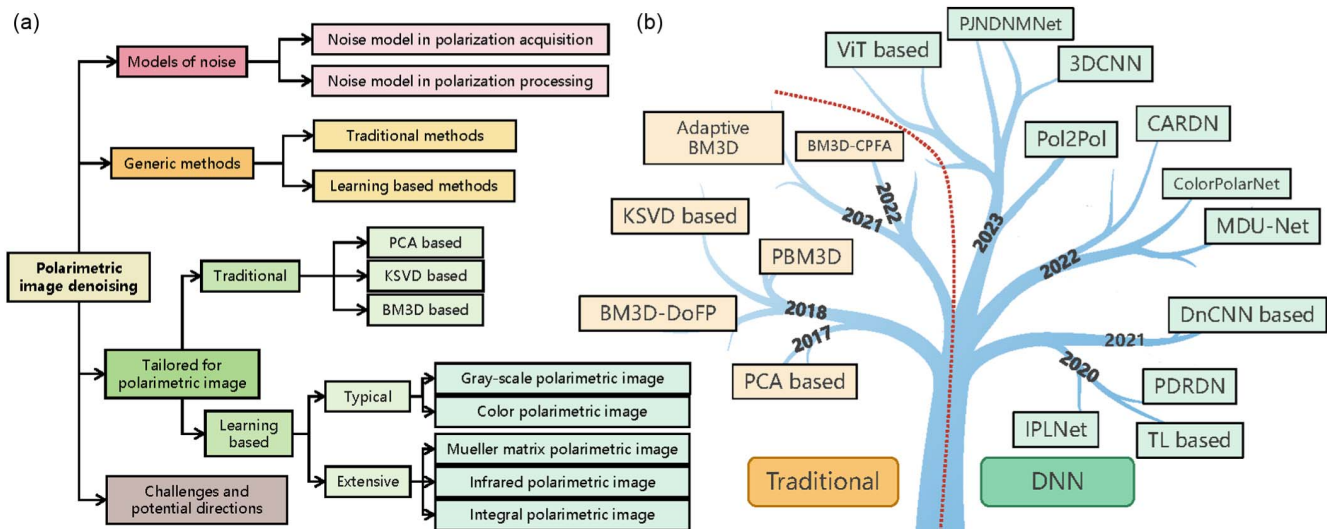 (a)
Models of noise
Noise model in polarization acquisition
Noise model in polarization processing
Generic methods
Traditional methods
Learning based methods
Polarimetric
image denoising
Tailored for
polarimetric image
Traditional
PCA based
KSVD based
BM3D based
Learning
based
Typical
Gray-scale polarimetric image
Color polarimetric image
Extensive
Mueller matrix polarimetric image
Infrared polarimetric image
Integral polarimetric image
Challenges and
potential directions
(b)
PJNDNMNet
ViT based
3DCNN
Adaptive
BM3D
BM3D-CPFA
Pol2Pol
CARDN
2022
2021
2023
KSVD based
ColorPolarNet
MDU-Net
2022
PBM3D
BM3D-DoFP
2018
2017
PCA based
DnCNN based
2021
2020
PDRDN
IPLNet
TL based
Traditional
DNN